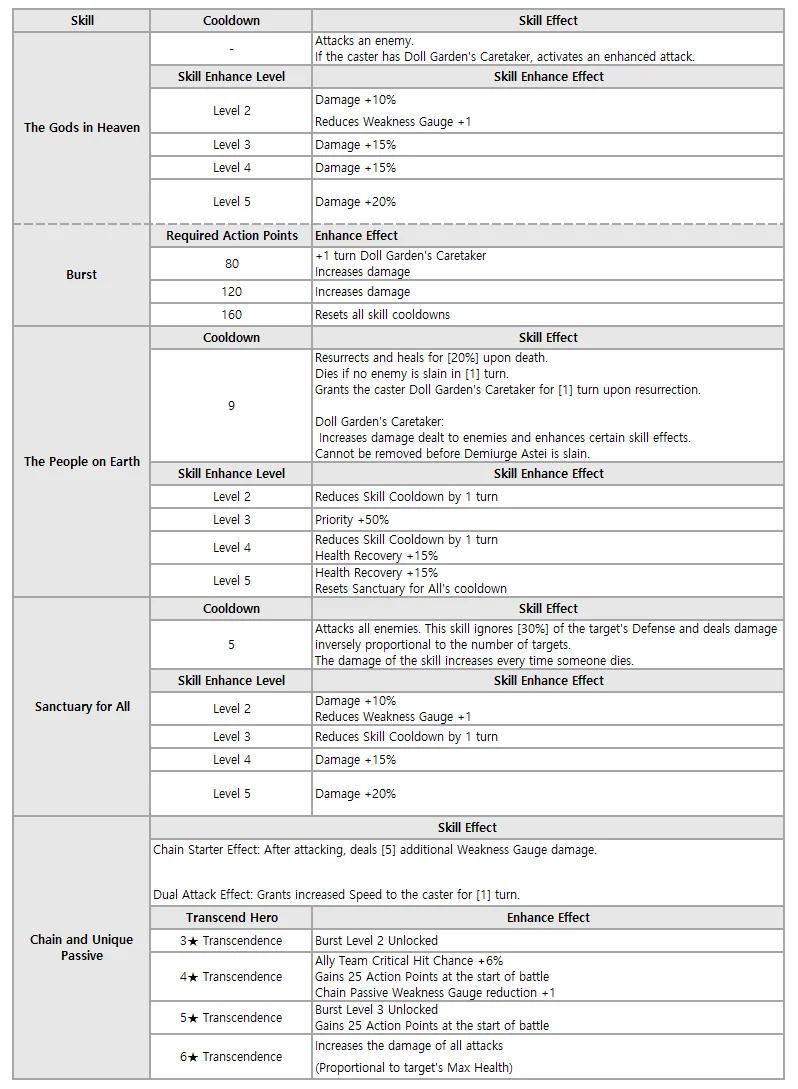 Skill Cooldown Skill Effect
The Gods in Heaven
-
Attacks an enemy.
If the caster has Doll Garden's Caretaker, activates an enhanced attack.
Skill Enhance Level Skill Enhance Effect
Level 2
Damage +10%
Reduces Weakness Gauge +1
Level 3 Damage +15%
Level 4 Damage +15%
Level 5 Damage +20%
Burst
Required Action Points Enhance Effect
80
+1 turn Doll Garden's Caretaker
Increases damage
120 Increases damage
160 Resets all skill cooldowns
The People on Earth
Cooldown Skill Effect
9
Resurrects and heals for [20%] upon death.
Dies if no enemy is slain in [1] turn.
Grants the caster Doll Garden's Caretaker for [1] turn upon resurrection.
Doll Garden's Caretaker:
Increases damage dealt to enemies and enhances certain skill effects.
Cannot be removed before Demiurge Astei is slain.
Skill Enhance Level Skill Enhance Effect
Level 2 Reduces Skill Cooldown by 1 turn
Level 3 Priority +50%
Level 4
Reduces Skill Cooldown by 1 turn
Health Recovery +15%
Level 5
Health Recovery +15%
Resets Sanctuary for All's cooldown
Sanctuary for All
Cooldown Skill Effect
5
Attacks all enemies. This skill ignores [30%] of the target's Defense and deals damage
inversely proportional to the number of targets.
The damage of the skill increases every time someone dies.
Skill Enhance Level Skill Enhance Effect
Level 2
Damage +10%
Reduces Weakness Gauge +1
Level 3 Reduces Skill Cooldown by 1 turn
Level 4 Damage +15%
Level 5 Damage +20%
Chain and Unique
Passive
Skill Effect
Chain Starter Effect: After attacking, deals [5] additional Weakness Gauge damage.
Dual Attack Effect: Grants increased Speed to the caster for [1] turn.
Transcend Hero Enhance Effect
3★ Transcendence Burst Level 2 Unlocked
4★ Transcendence
Ally Team Critical Hit Chance +6%
Gains 25 Action Points at the start of battle
Chain Passive Weakness Gauge reduction +1
5★ Transcendence
Burst Level 3 Unlocked
Gains 25 Action Points at the start of battle
6★ Transcendence
Increases the damage of all attacks
(Proportional to target's Max Health)